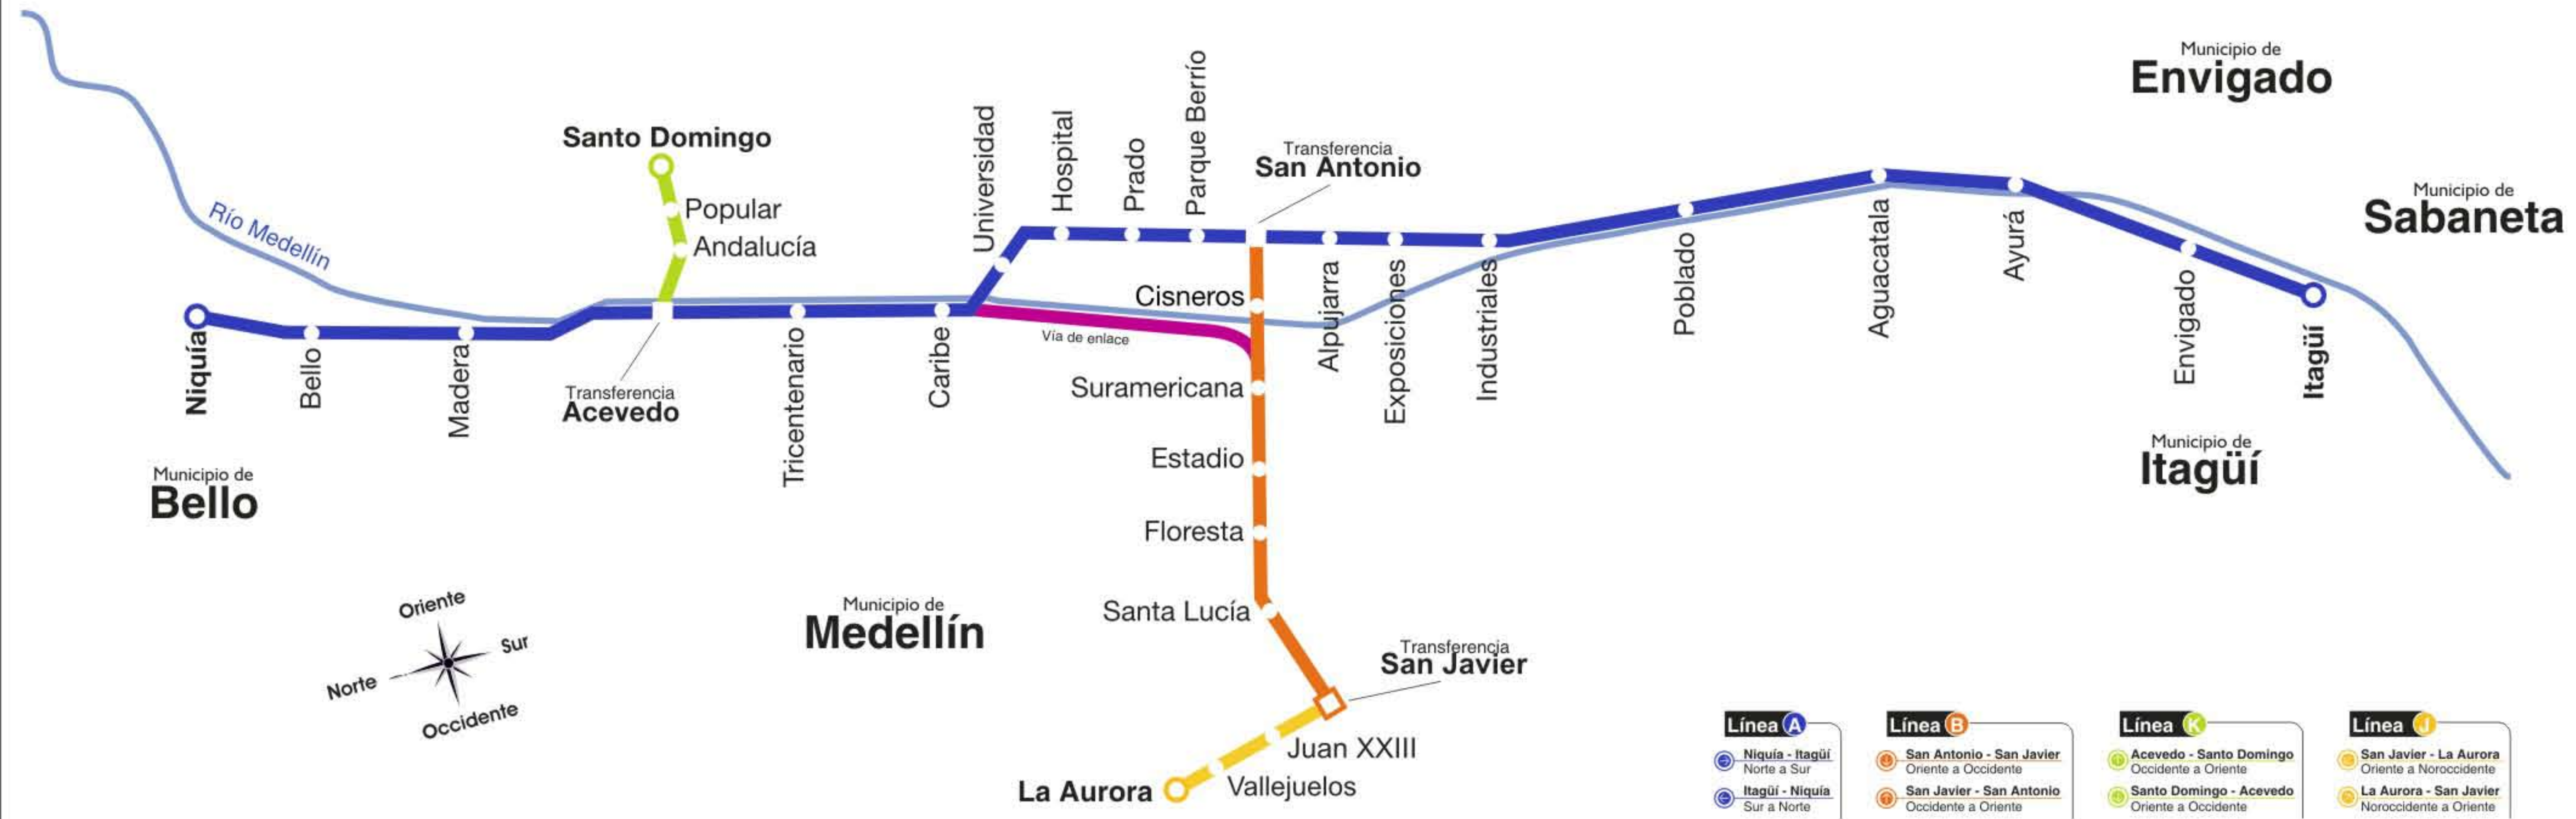 Municipio de
Envigado
Municipio de
Sabaneta
Santo Domingo
Popular
Andalucía
Universidad
Hospital
Prado
Parque Berrío
Transferencia
San Antonio
Río Medellín
Niquía
Bello
Madera
Transferencia
Acevedo
Tricentenario
Caribe
Vía de enlace
Cisneros
Suramericana
Estadio
Floresta
Santa Lucía
Alpujarra
Exposiciones
Industriales
Poblado
Aguacatala
Ayurá
Envigado
Itagüí
Municipio de
Bello
Municipio de
Itagüí
Municipio de
Medellín
Oriente
Sur
Norte
Occidente
Transferencia
San Javier
Juan XXIII
Vallejuelos
La Aurora
Línea A
Niquía - Itagüí
Norte a Sur
Itagüí - Niquía
Sur a Norte
Línea B
San Antonio - San Javier
Oriente a Occidente
San Javier - San Antonio
Occidente a Oriente
Línea K
Acevedo - Santo Domingo
Occidente a Oriente
Santo Domingo - Acevedo
Oriente a Occidente
Línea J
San Javier - La Aurora
Oriente a Noroccidente
La Aurora - San Javier
Noroccidente a Oriente